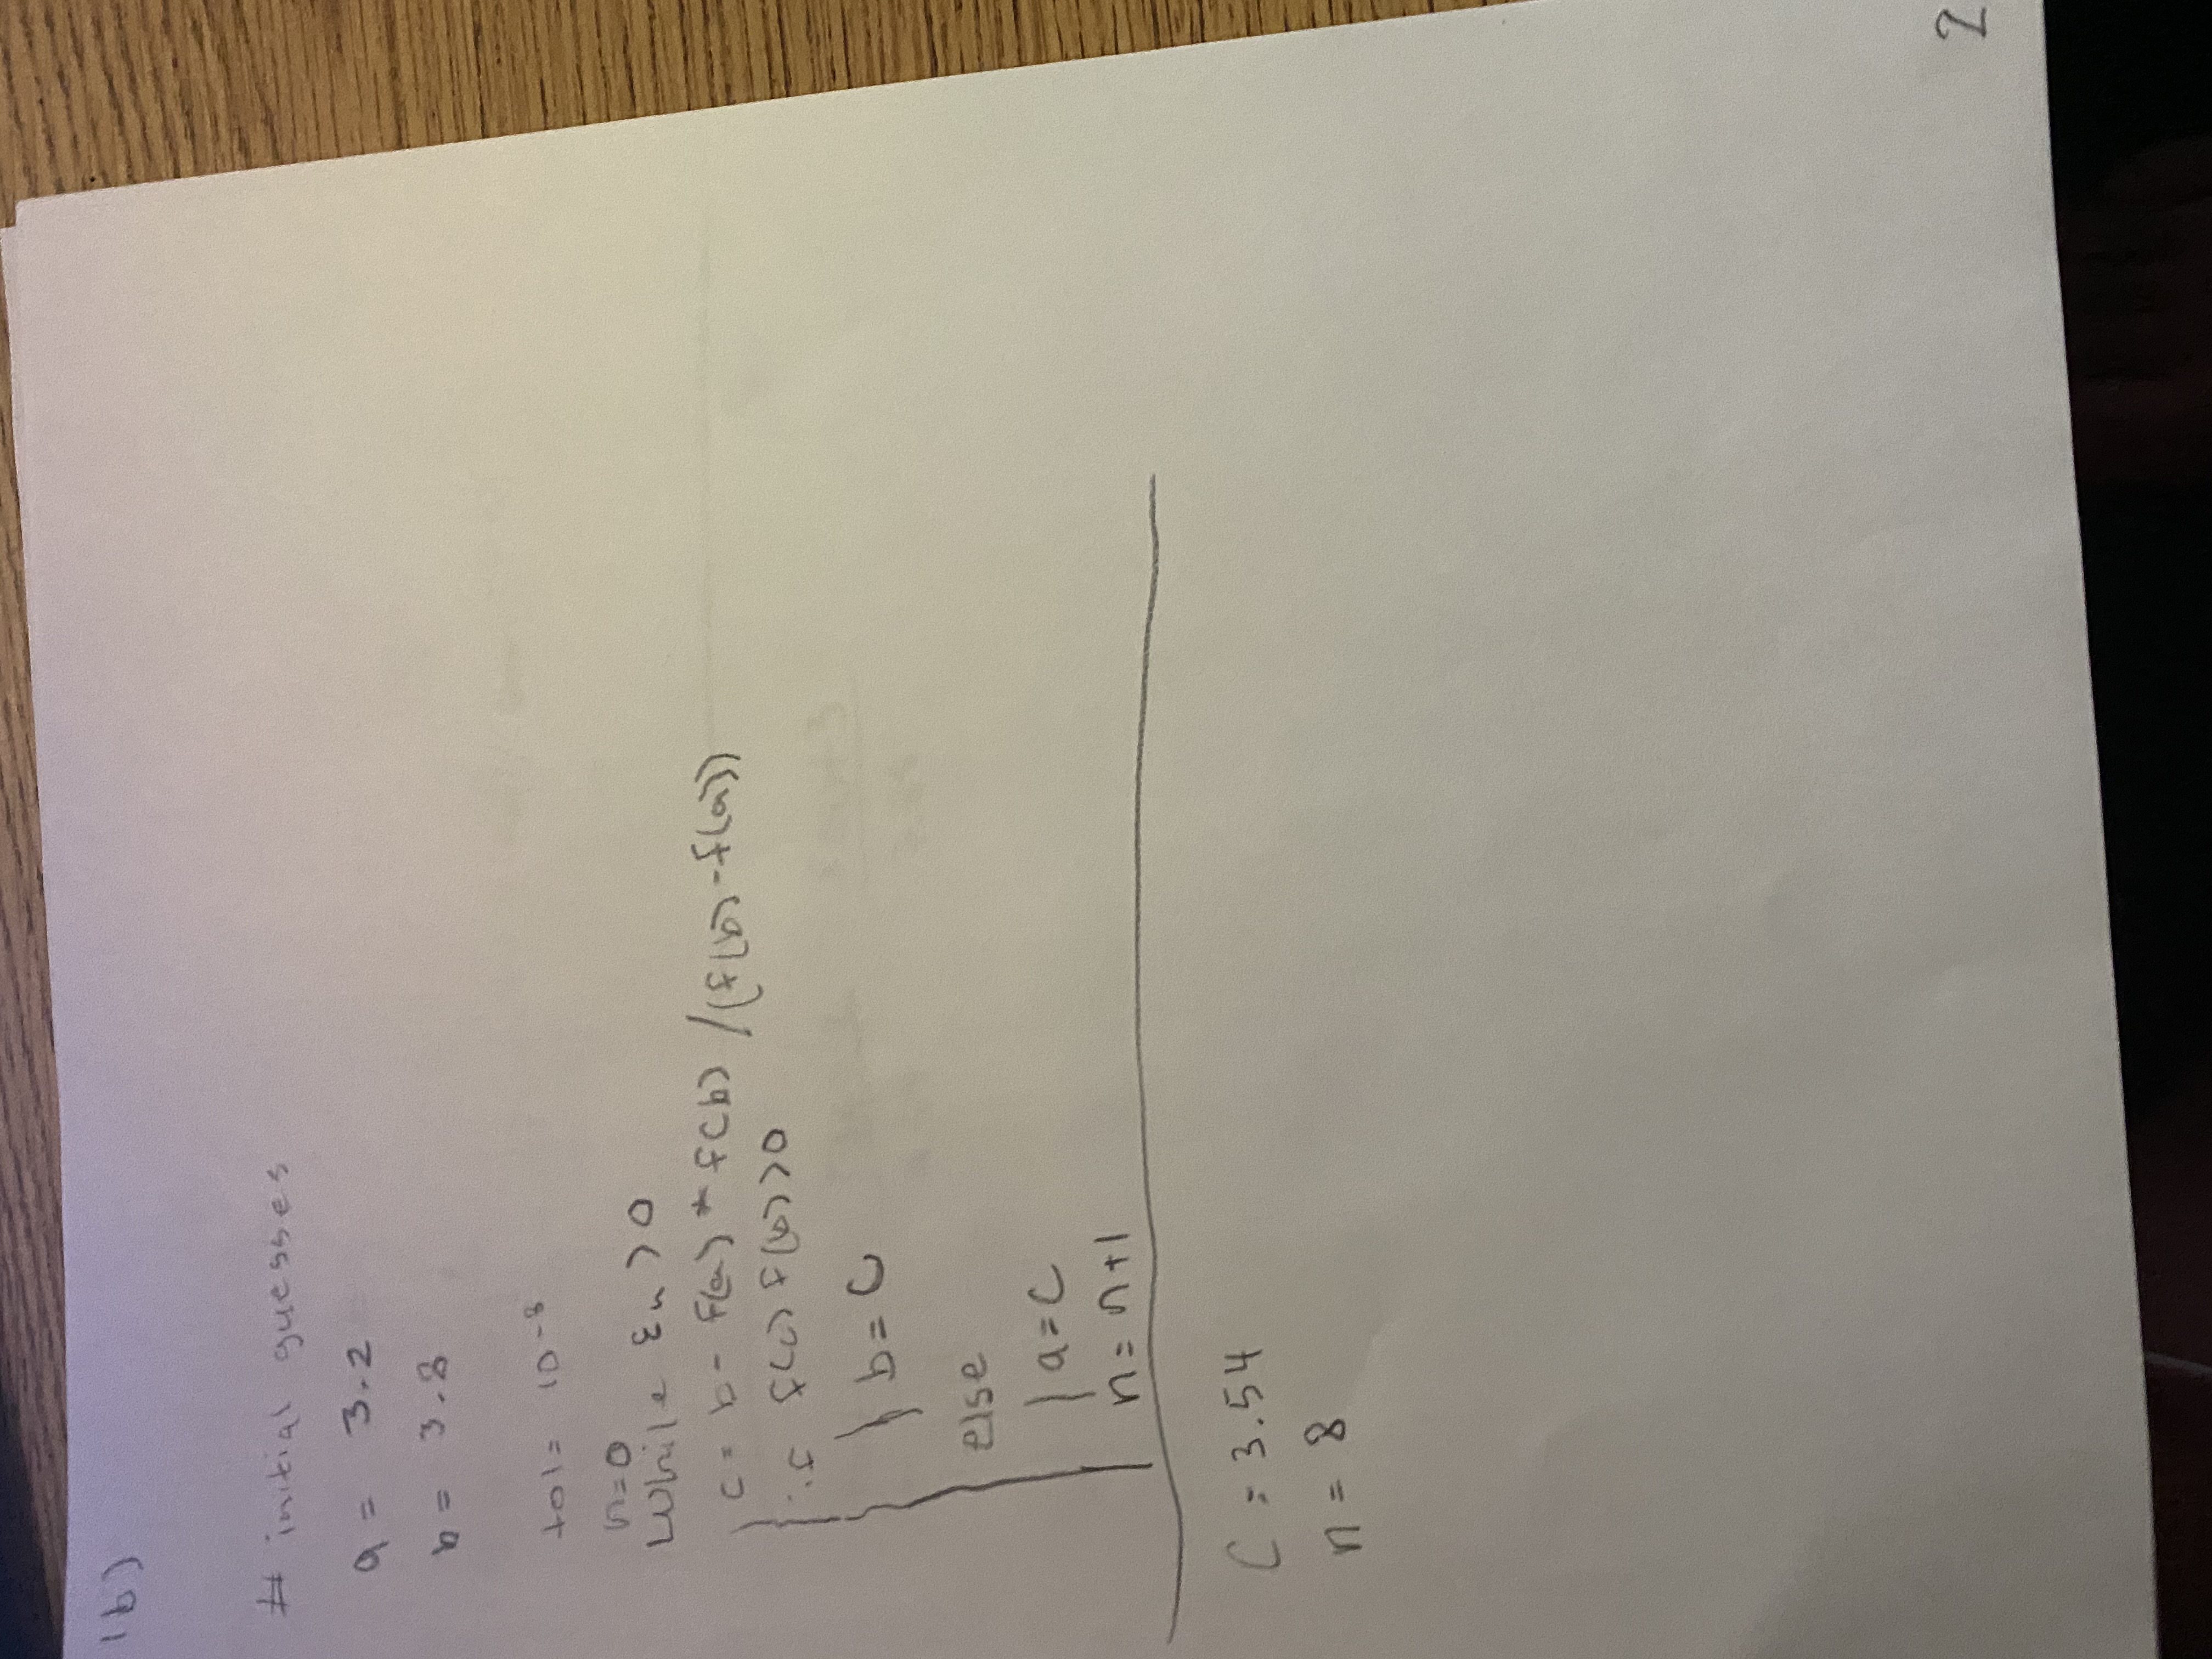 1b)
# initial guesses
a = 3.2
b = 3.8
tol = 10^-8
n=0
While εn > 0
c = b - f(a) * f(b) / (f(b) - f(a))
if f(c) f(b) > 0
b = c
else
a = c
n = n+1
C = 3.54
n = 8
2